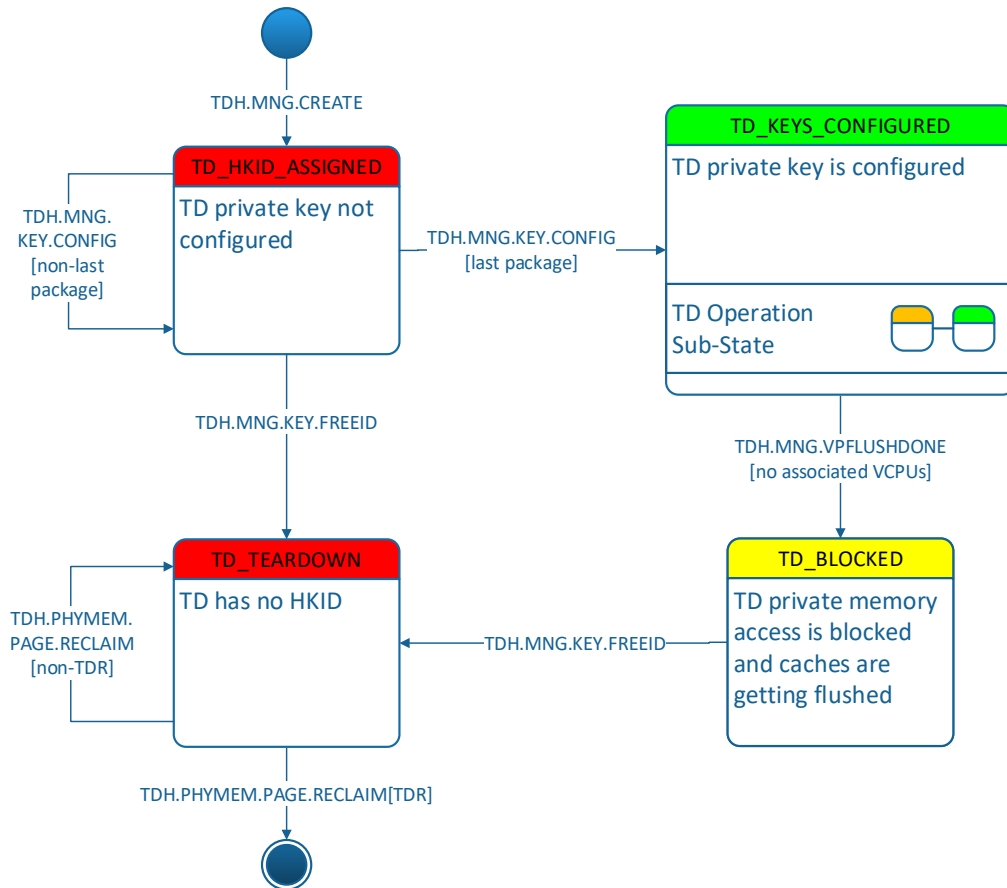 TDH.MNG.CREATE
TD_HKID_ASSIGNED
TD private key not
configured
TDH.MNG.
KEY.CONFIG
[non-last
package]
TDH.MNG.KEY.CONFIG
[last package]
TD_KEYS_CONFIGURED
TD private key is configured
TD Operation
Sub-State
TDH.MNG.KEY.FREEID
TDH.MNG.VPFLUSHDONE
[no associated VCPUs]
TD_TEARDOWN
TD has no HKID
TDH.PHYMEM.
PAGE.RECLAIM
[non-TDR]
TDH.MNG.KEY.FREEID
TD_BLOCKED
TD private memory
access is blocked
and caches are
getting flushed
TDH.PHYMEM.PAGE.RECLAIM[TDR]